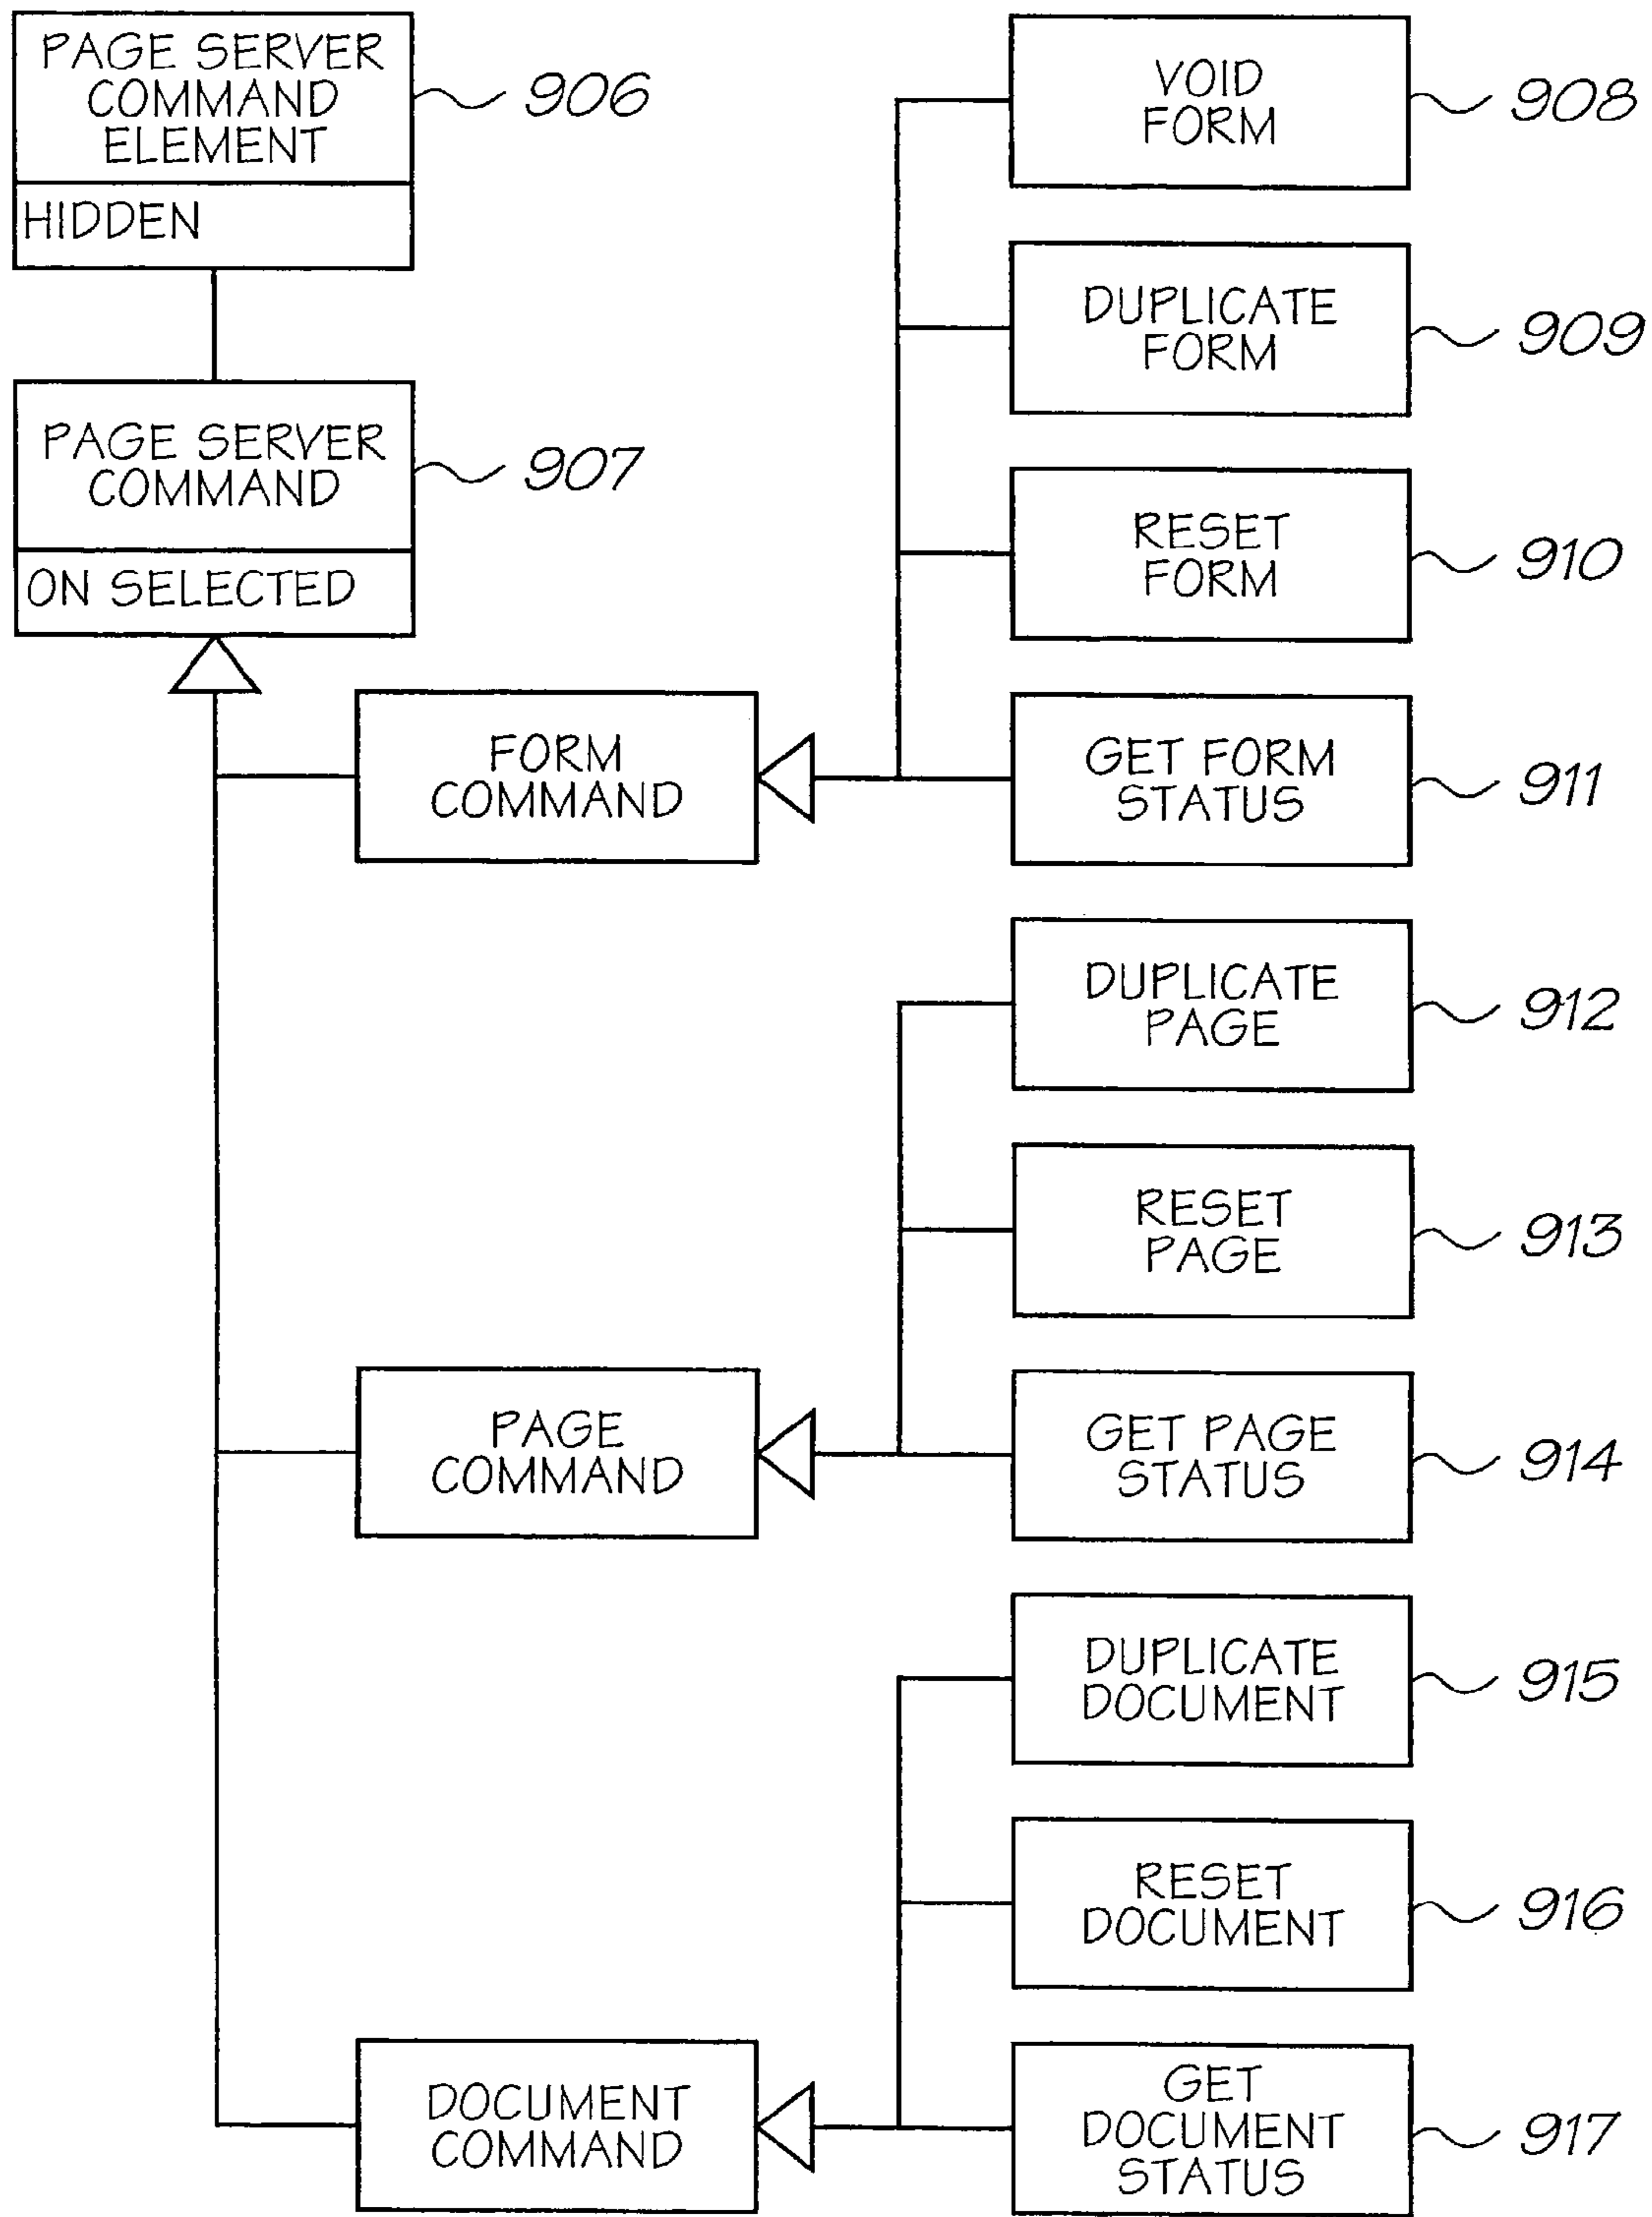 PAGE SERVER
COMMAND
ELEMENT
906
HIDDEN
PAGE SERVER
COMMAND
907
ON SELECTED
VOID
FORM
908
DUPLICATE
FORM
909
RESET
FORM
910
FORM
COMMAND
GET FORM
STATUS
911
DUPLICATE
PAGE
912
RESET
PAGE
913
PAGE
COMMAND
GET PAGE
STATUS
914
DUPLICATE
DOCUMENT
915
RESET
DOCUMENT
916
DOCUMENT
COMMAND
GET
DOCUMENT
STATUS
917